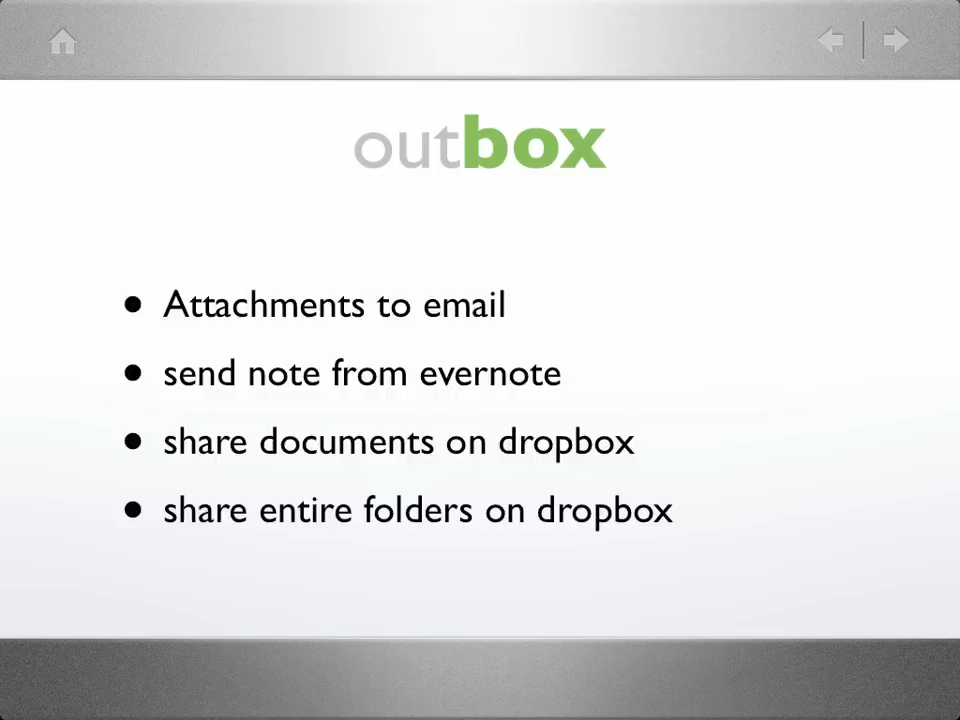 outbox
• Attachments to email
• send note from evernote
• share documents on dropbox
• share entire folders on dropbox